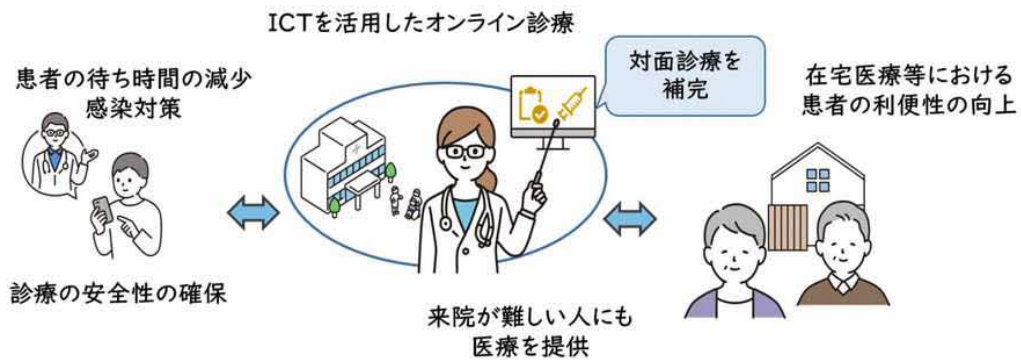 ICTを活用したオンライン診療
患者の待ち時間の減少
感染対策
対面診療を
補完
在宅医療等における
患者の利便性の向上
診療の安全性の確保
来院が難しい人にも
医療を提供